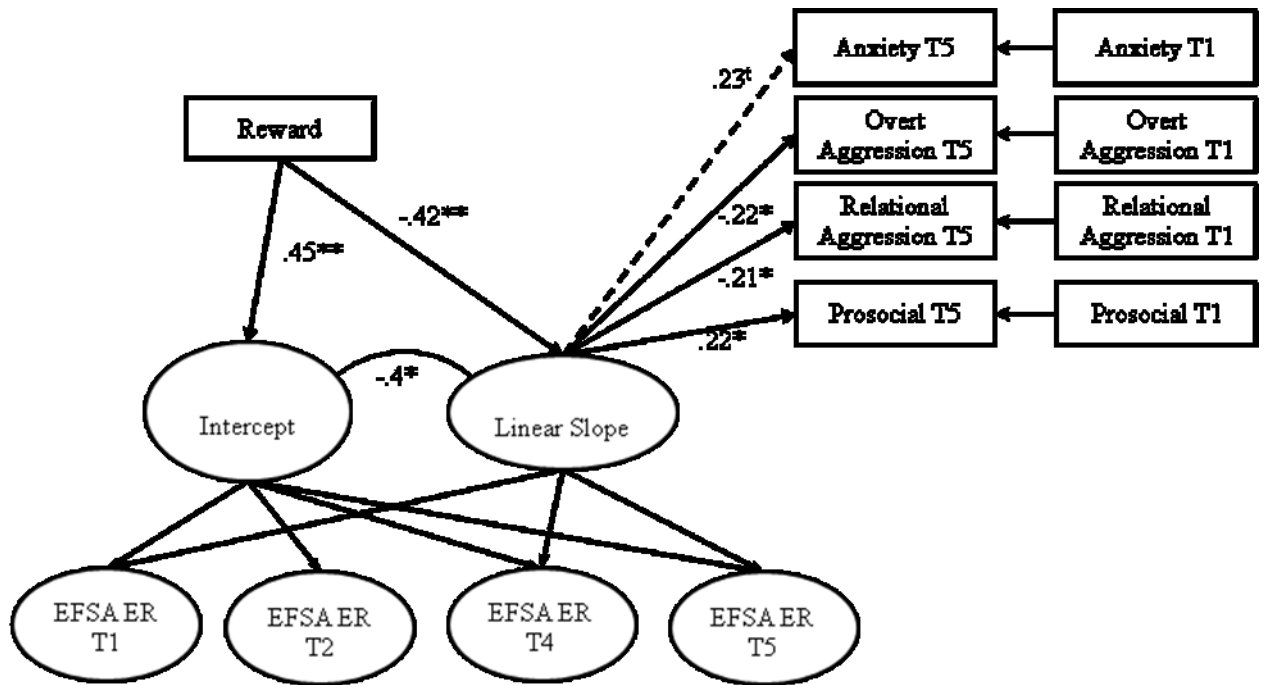 Anxiety T5
Anxiety T1
.23ᵗ
Reward
Overt
Aggression T5
Overt
Aggression T1
-.42**
-.22*
Relational
Aggression T5
Relational
Aggression T1
.45**
-.21*
Prosocial T5
Prosocial T1
.22*
-.4*
Intercept
Linear Slope
EFSA ER
T1
EFSA ER
T2
EFSA ER
T4
EFSA ER
T5